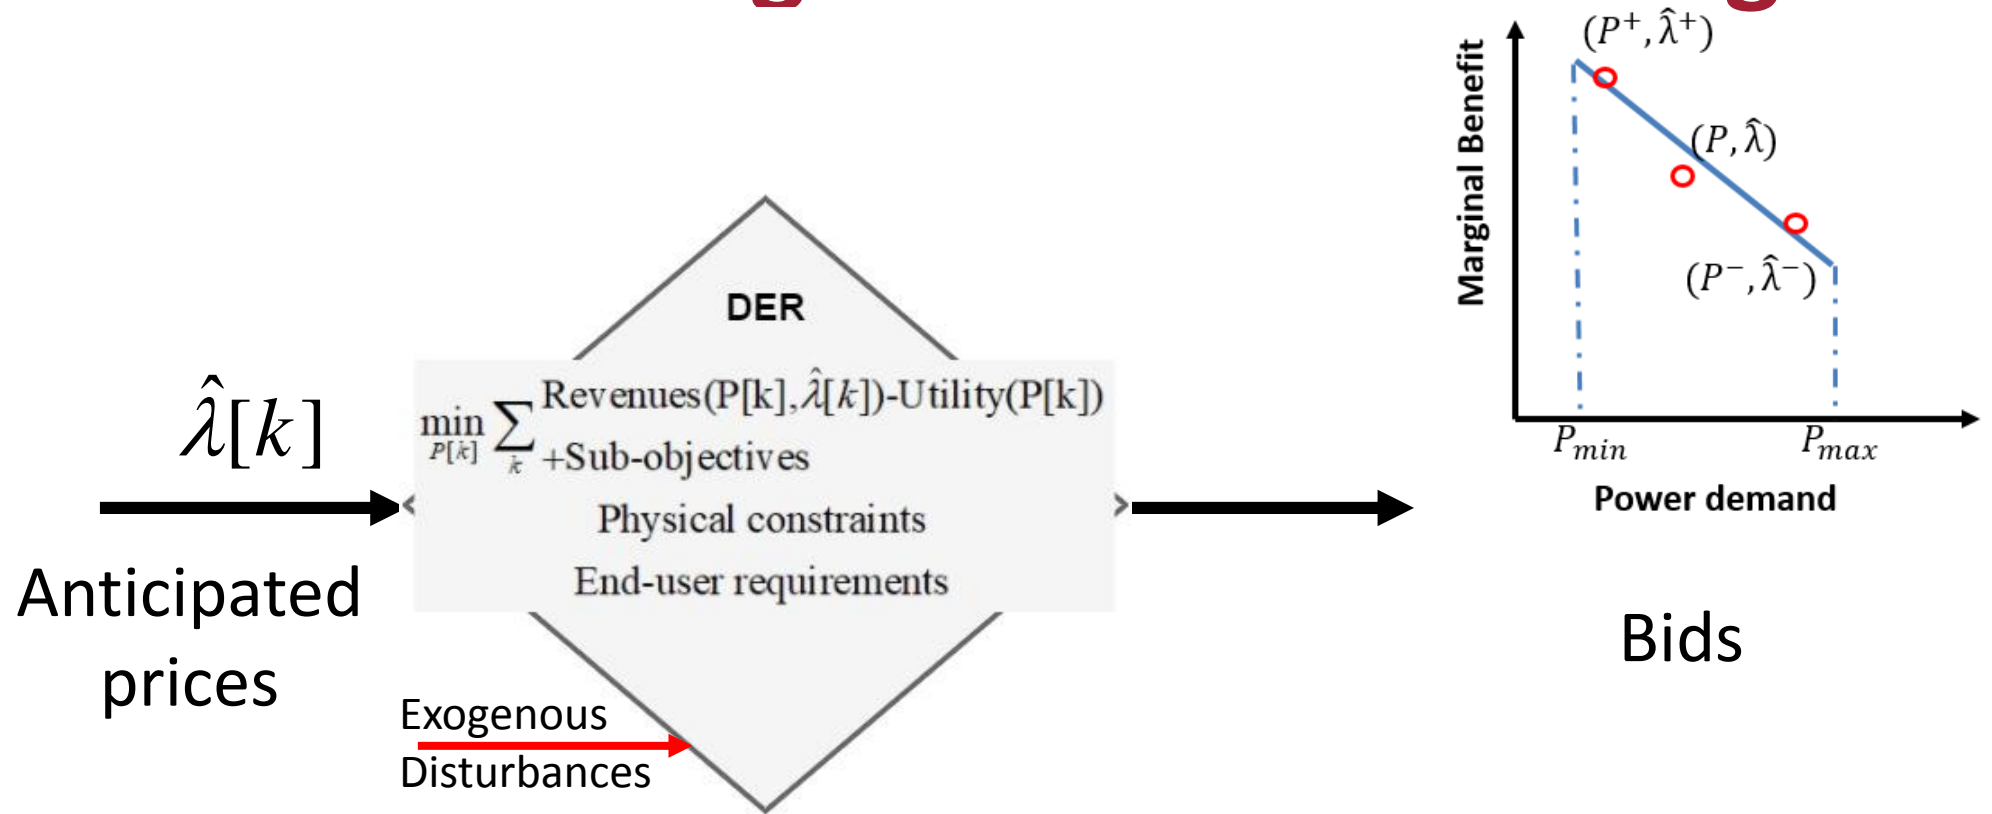 λ̂[k]
Anticipated
prices
DER
min P[k] ∑ k Revenues(P[k],λ̂[k])-Utility(P[k])
+Sub-objectives
Physical constraints
End-user requirements
Exogenous
Disturbances
Marginal Benefit
(P⁺,λ̂⁺)
(P,λ̂)
(P⁻,λ̂⁻)
P_min
P_max
Power demand
Bids